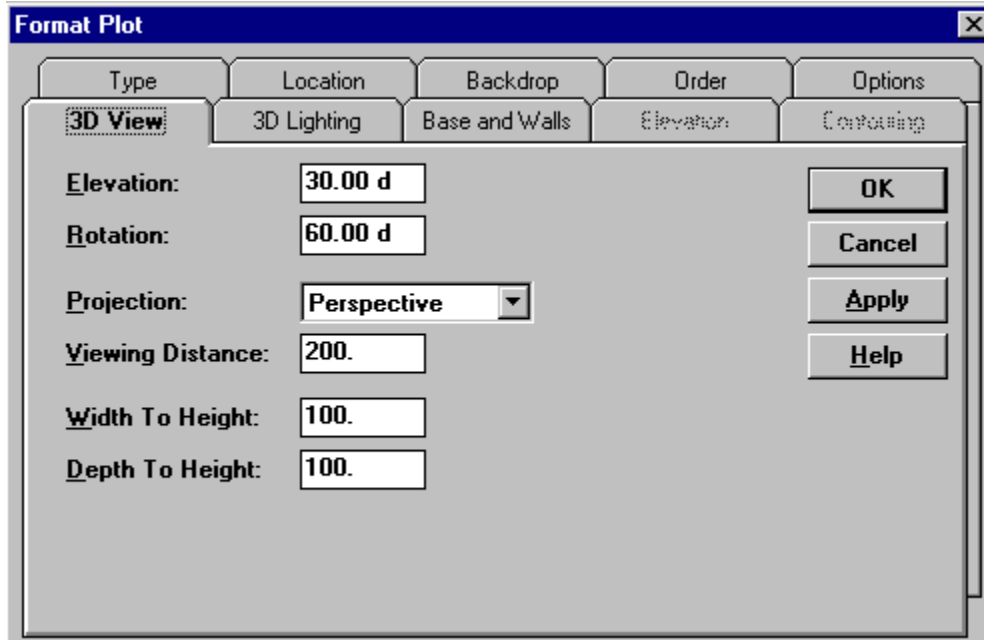 Format Plot
Type Location Backdrop Order Options
3D View 3D Lighting Base and Walls Elevation Contouring
Elevation: 30.00 d OK
Rotation: 60.00 d Cancel
Projection: Perspective Apply
Viewing Distance: 200. Help
Width To Height: 100.
Depth To Height: 100.